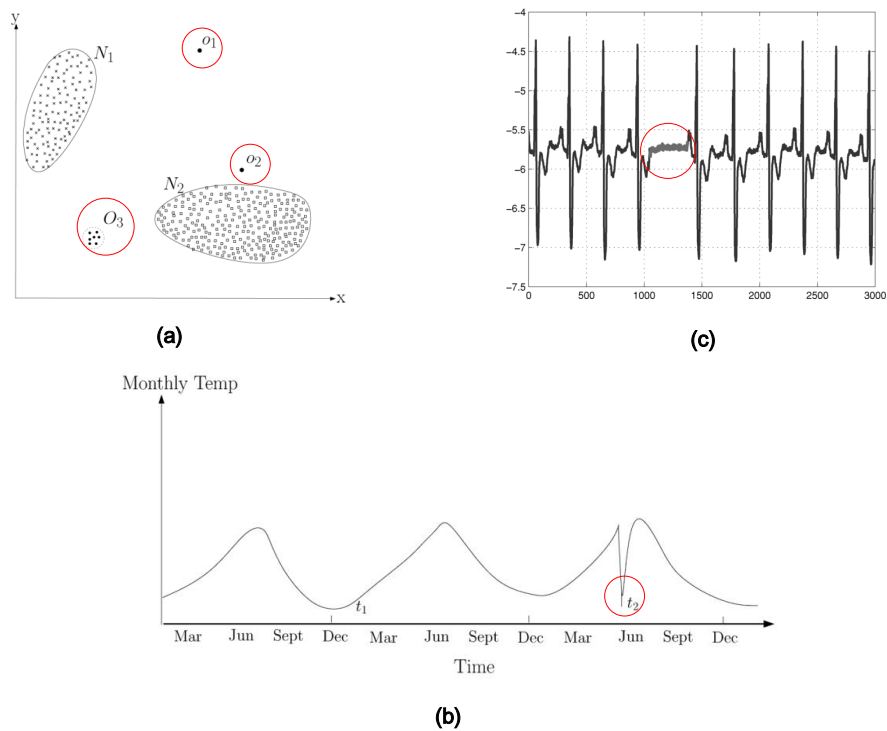 y
N1
o1
o2
N2
O3
x
(a)
−4
−4.5
−5
−5.5
−6
−6.5
−7
−7.5
0 500 1000 1500 2000 2500 3000
(c)
Monthly Temp
t1
t2
Mar Jun Sept Dec Mar Jun Sept Dec Mar Jun Sept Dec
Time
(b)